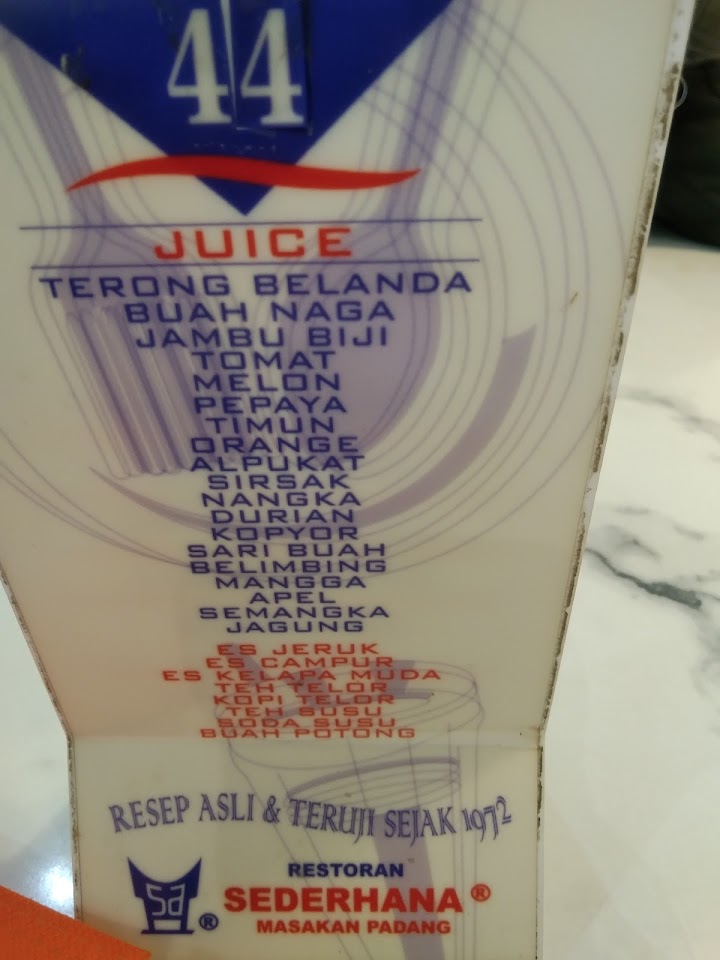 44
JUICE
TERONG BELANDA
BUAH NAGA
JAMBU BIJI
TOMAT
MELON
PEPAYA
TIMUN
ORANGE
ALPUKAT
SIRSAK
NANGKA
DURIAN
KOPYOR
SARI BUAH
BELIMBING
MANGGA
APEL
SEMANGKA
JAGUNG
ES JERUK
ES CAMPUR
ES KELAPA MUDA
TEH TELOR
KOPI TELOR
TEH SUSU
SODA SUSU
BUAH POTONG
RESEP ASLI & TERUJI SEJAK 1972
sa ®
RESTORAN
SEDERHANA ®
MASAKAN PADANG